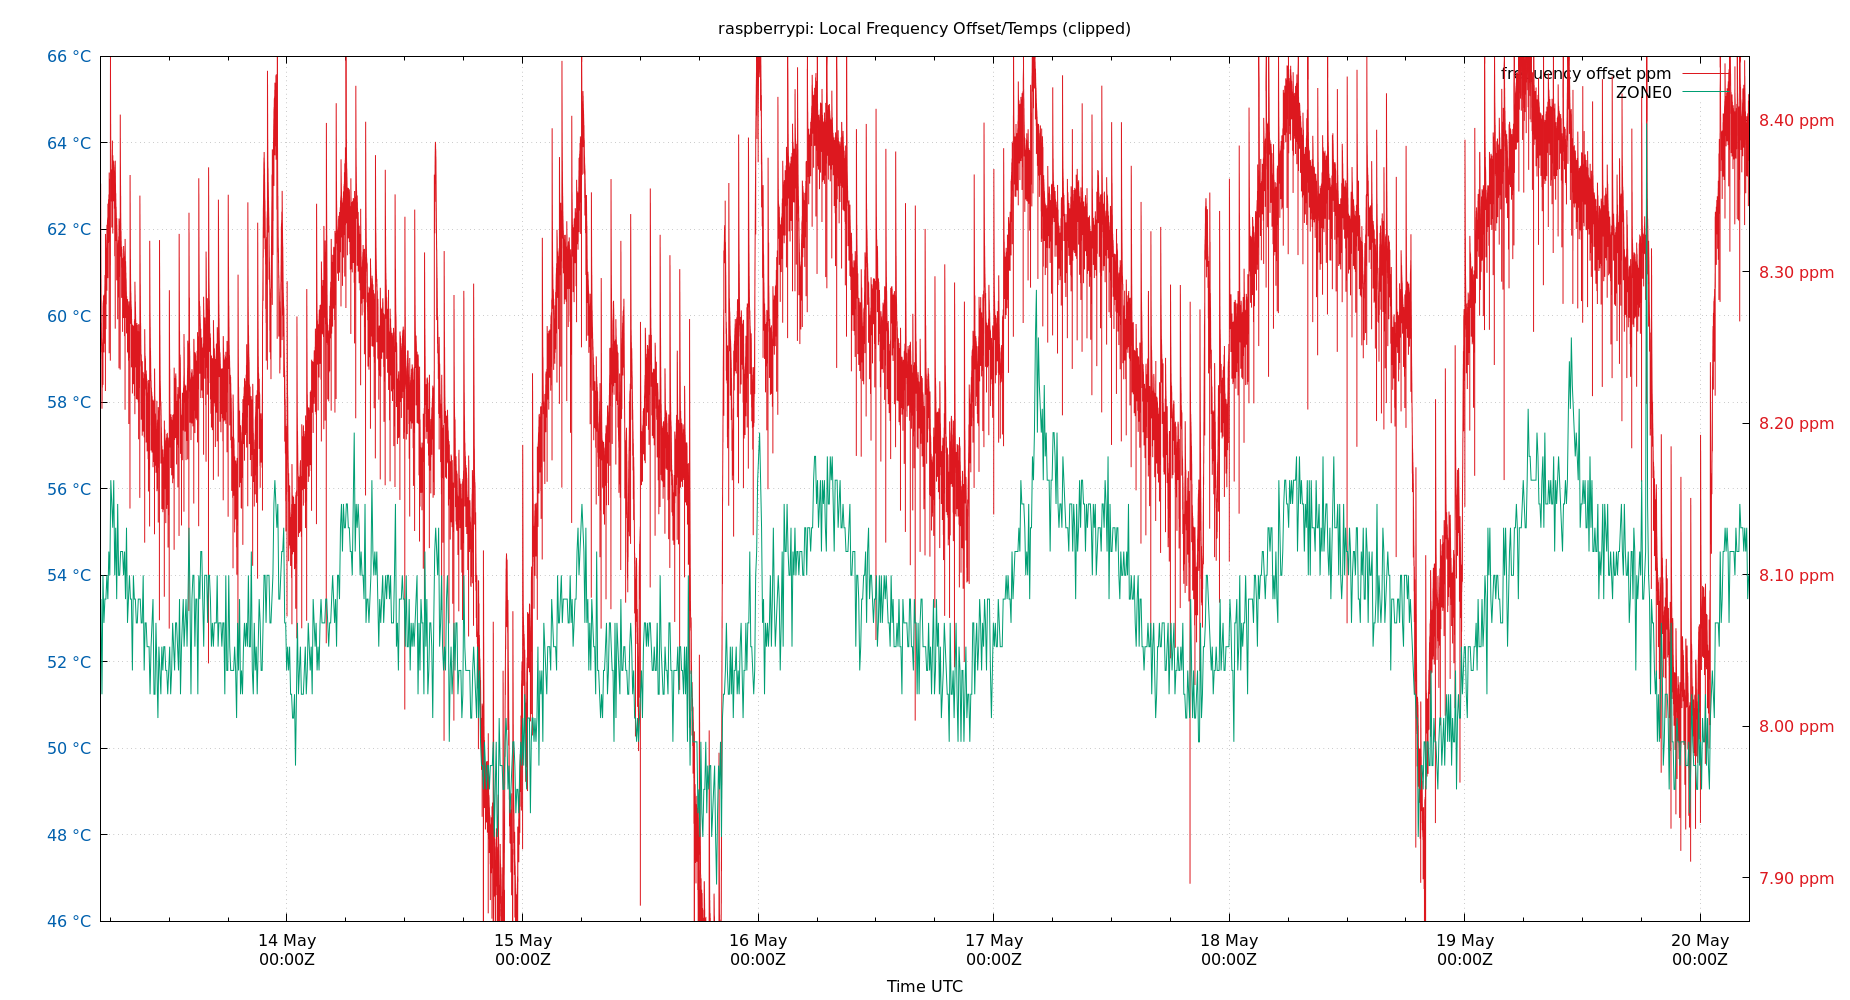 raspberrypi: Local Frequency Offset/Temps (clipped)
66 °C
64 °C
62 °C
60 °C
58 °C
56 °C
54 °C
52 °C
50 °C
48 °C
46 °C
frequency offset ppm
ZONE0
8.40 ppm
8.30 ppm
8.20 ppm
8.10 ppm
8.00 ppm
7.90 ppm
14 May
00:00Z
15 May
00:00Z
16 May
00:00Z
17 May
00:00Z
18 May
00:00Z
19 May
00:00Z
20 May
00:00Z
Time UTC